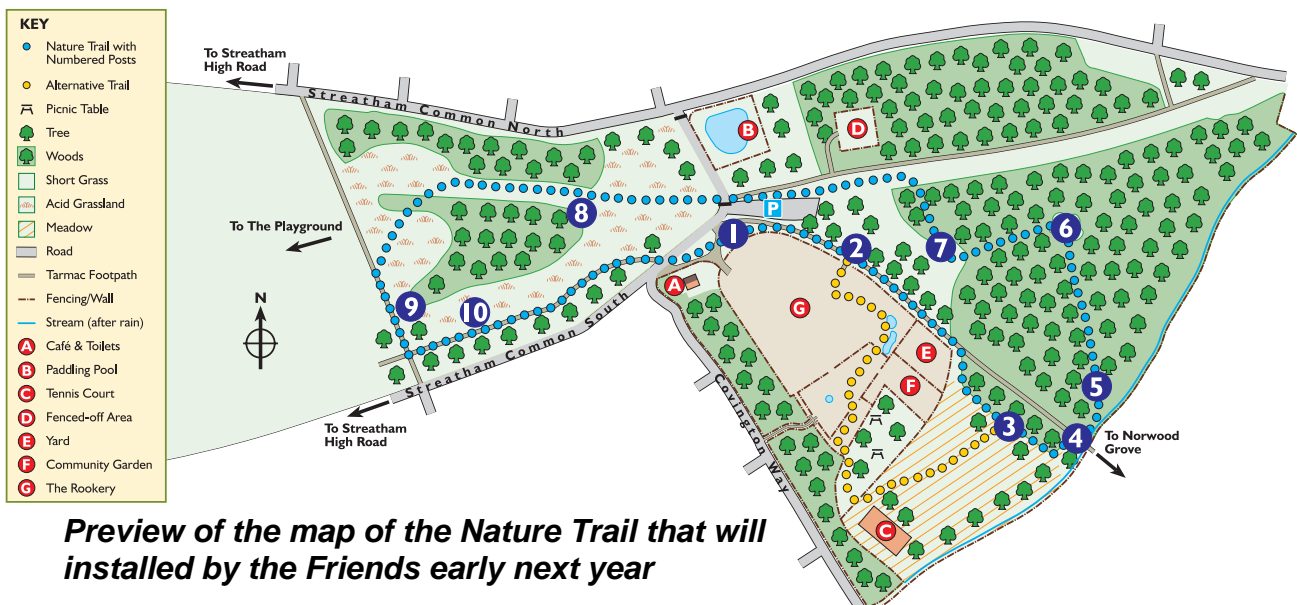 KEY
Nature Trail with
Numbered Posts
Alternative Trail
Picnic Table
Tree
Woods
Short Grass
Acid Grassland
Meadow
Road
Tarmac Footpath
Fencing/Wall
Stream (after rain)
A Café & Toilets
B Paddling Pool
C Tennis Court
D Fenced-off Area
E Yard
F Community Garden
G The Rookery
To Streatham
High Road
Streatham Common North
To The Playground
N
B
D
P
1
2
3
4
5
6
7
8
9
10
A
G
E
F
C
Streatham Common South
Covington Way
To Streatham
High Road
To Norwood
Grove
Preview of the map of the Nature Trail that will
installed by the Friends early next year